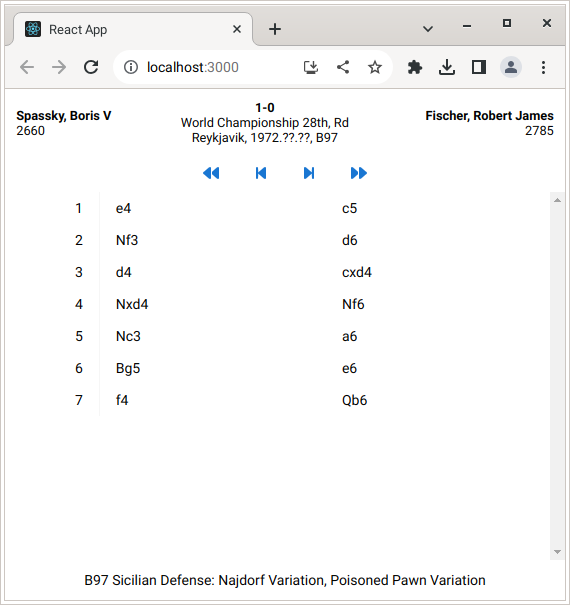 React App
localhost:3000
Spassky, Boris V
2660
1-0
World Championship 28th, Rd
Reykjavik, 1972.??.??, B97
Fischer, Robert James
2785
1 e4 c5
2 Nf3 d6
3 d4 cxd4
4 Nxd4 Nf6
5 Nc3 a6
6 Bg5 e6
7 f4 Qb6
B97 Sicilian Defense: Najdorf Variation, Poisoned Pawn Variation